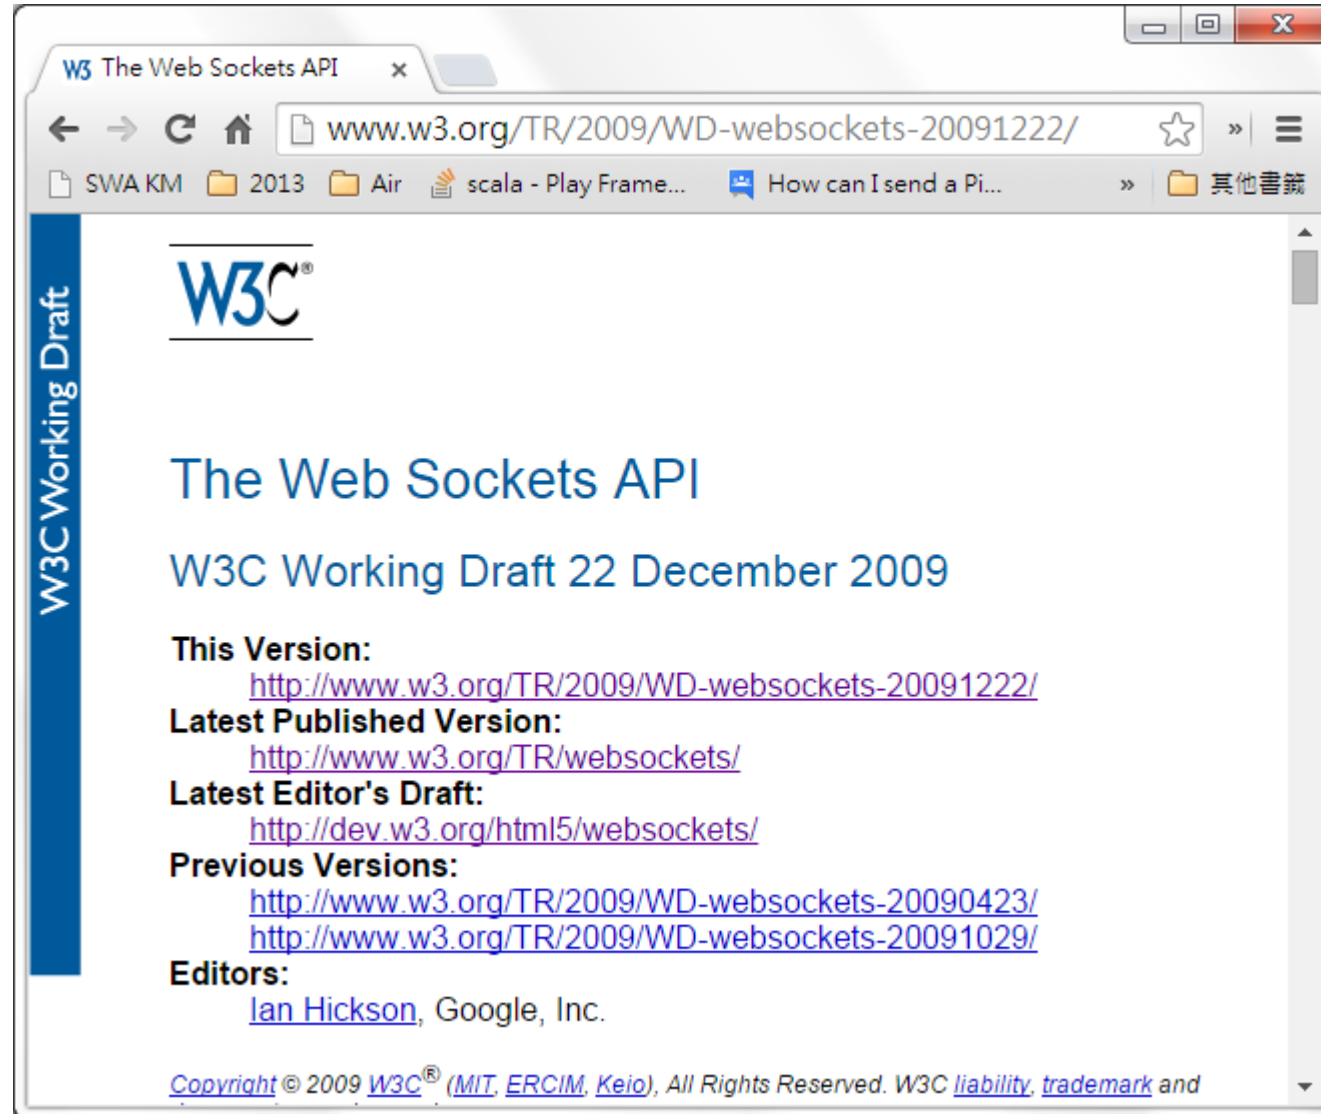 The Web Sockets API
www.w3.org/TR/2009/WD-websockets-20091222/
SWA KM 2013 Air scala - Play Frame... How can I send a Pi... » 其他書籤
W3C Working Draft
W3C®
The Web Sockets API
W3C Working Draft 22 December 2009
This Version:
http://www.w3.org/TR/2009/WD-websockets-20091222/
Latest Published Version:
http://www.w3.org/TR/websockets/
Latest Editor's Draft:
http://dev.w3.org/html5/websockets/
Previous Versions:
http://www.w3.org/TR/2009/WD-websockets-20090423/
http://www.w3.org/TR/2009/WD-websockets-20091029/
Editors:
Ian Hickson, Google, Inc.
Copyright © 2009 W3C® (MIT, ERCIM, Keio), All Rights Reserved. W3C liability, trademark and